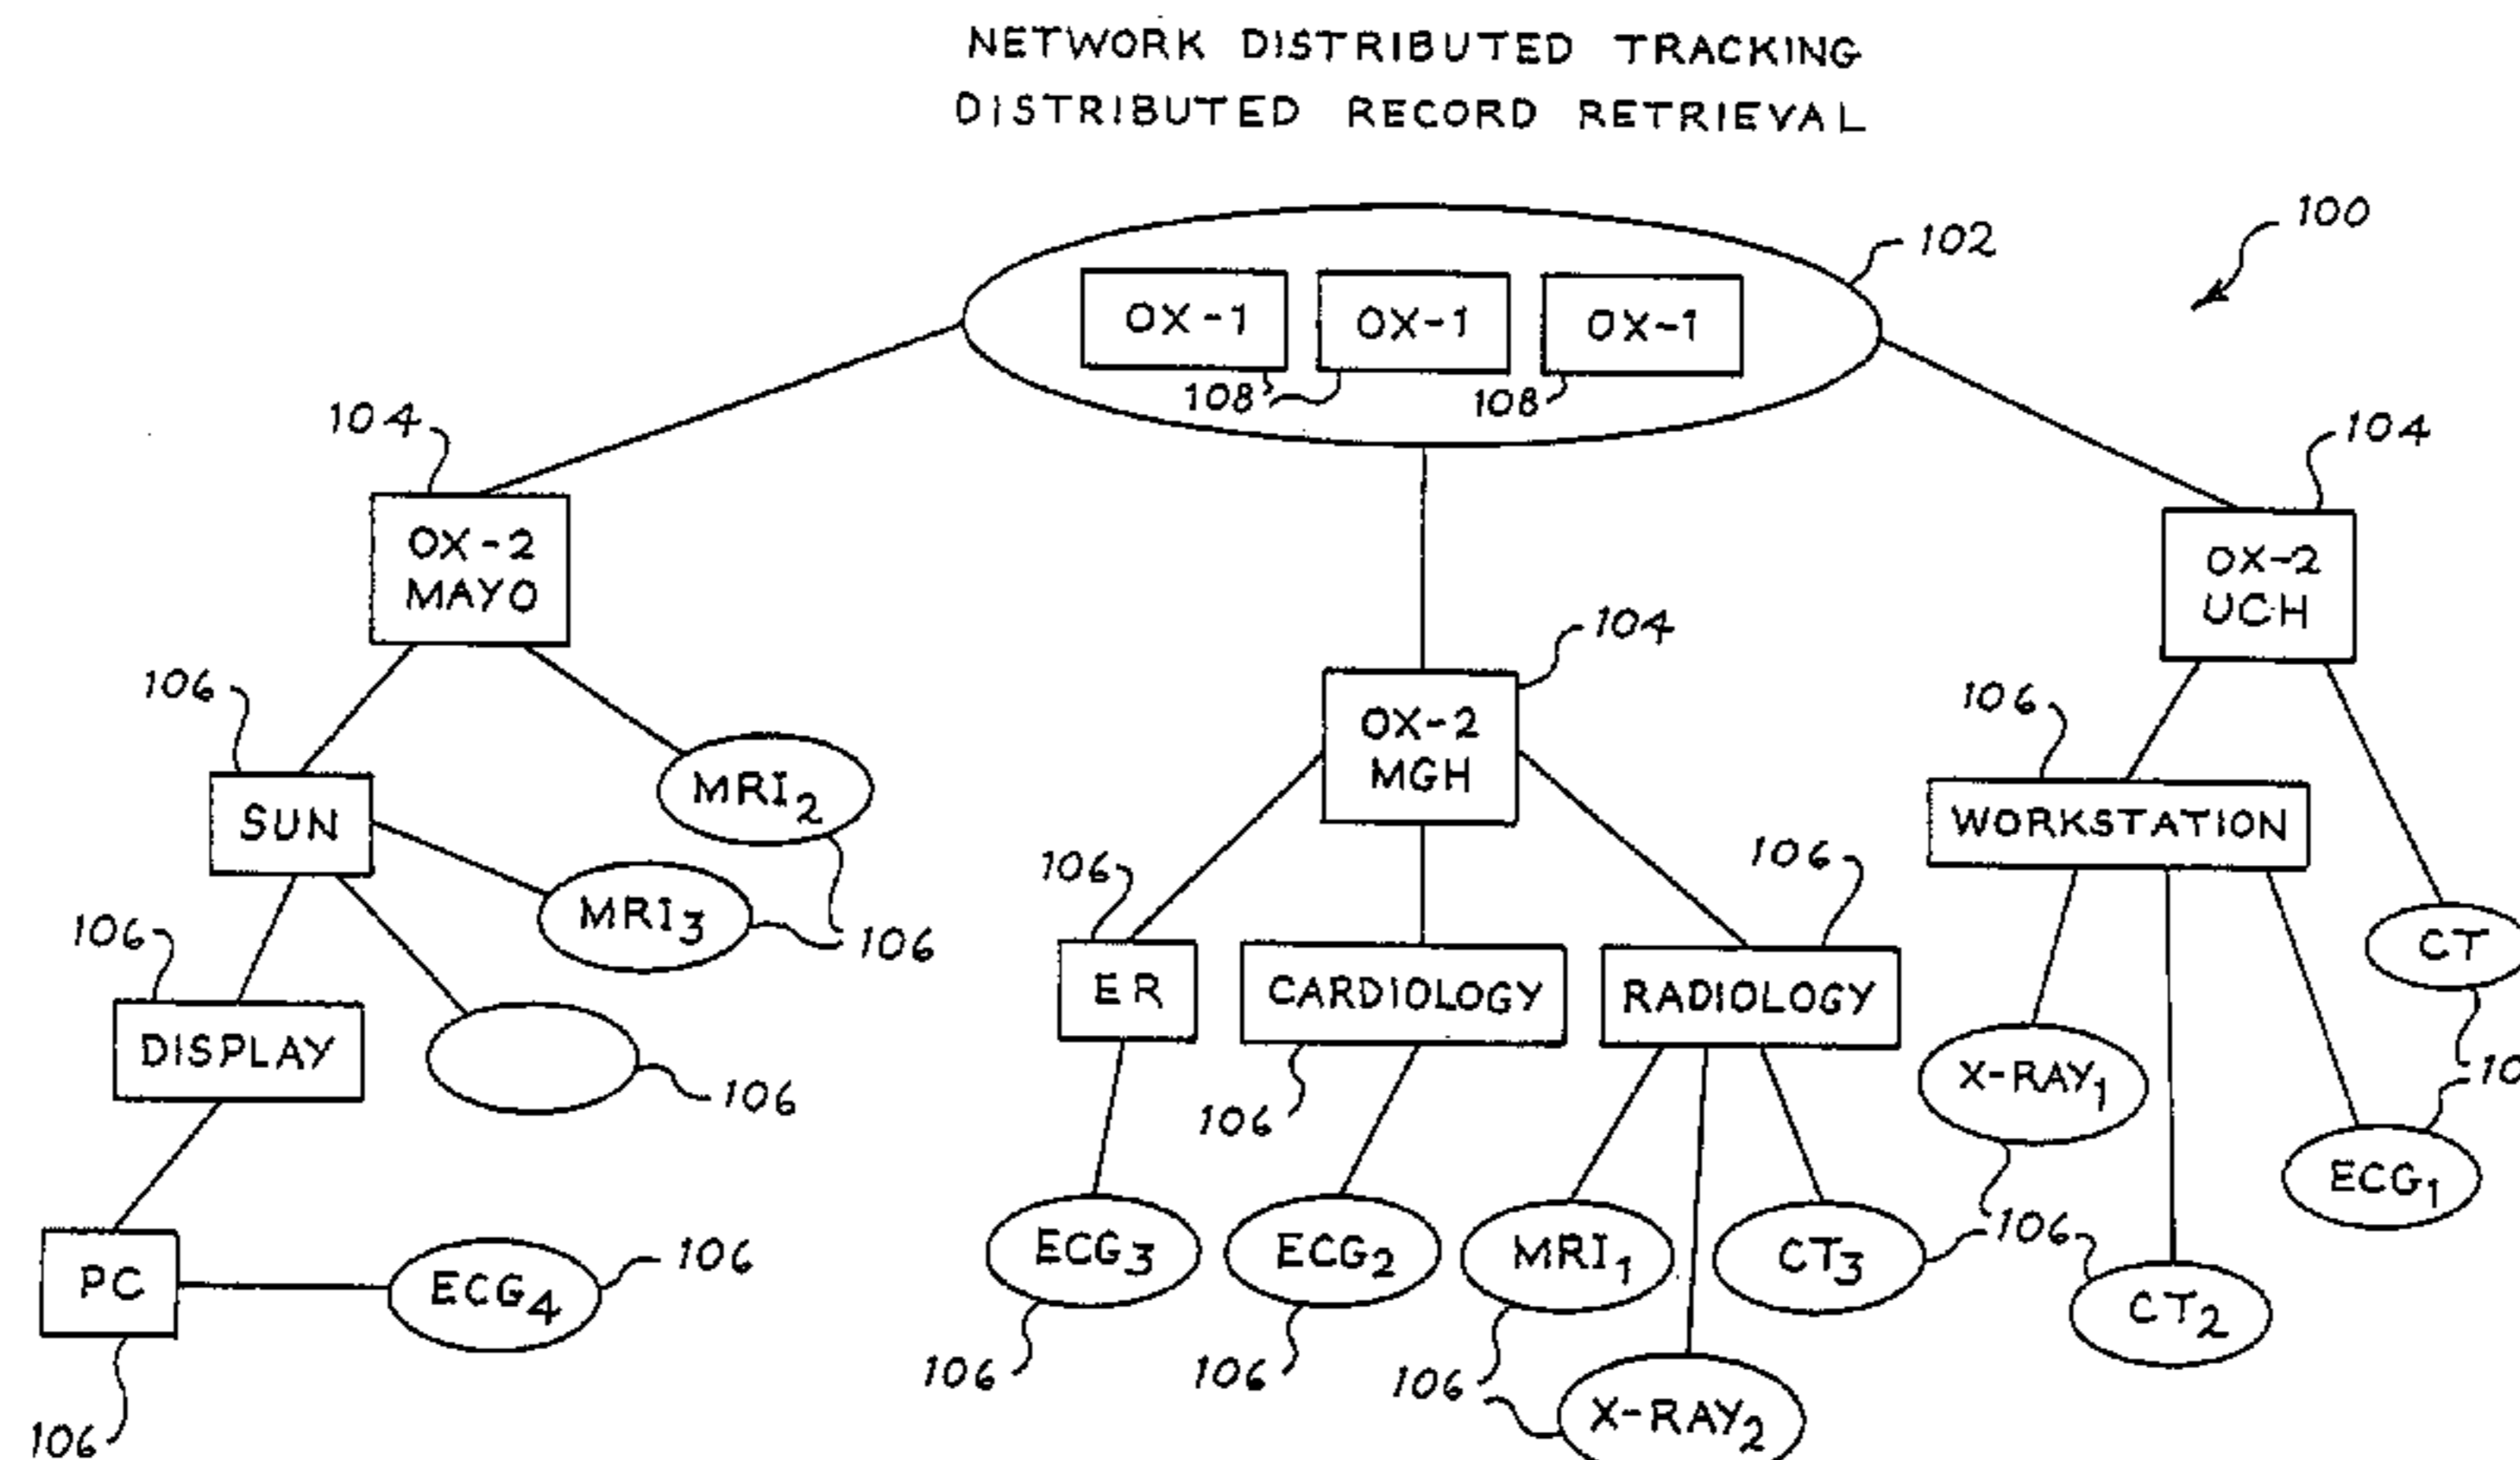 NETWORK DISTRIBUTED TRACKING
DISTRIBUTED RECORD RETRIEVAL
100
102
OX-1 OX-1 OX-1
108 108
104
104
OX-2
MAYO
OX-2
UCH
104
106
106
OX-2
MGH
MRI2
SUN
WORKSTATION
106
106
MRI3
106
106
CT
ER
CARDIOLOGY
RADIOLOGY
DISPLAY
106
106
X-RAY1
10
ECG1
106
ECG3
ECG2
MRI1
CT3
106
PC
ECG4
CT2
106
106
106
X-RAY2
106